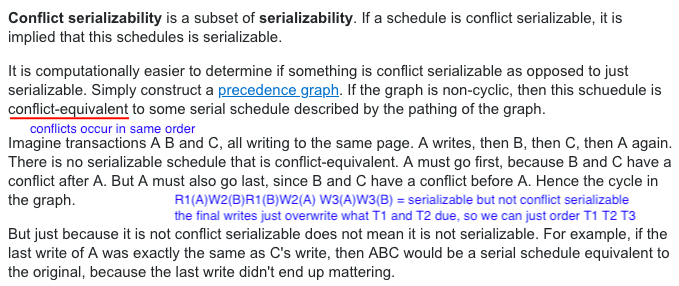 Conflict serializability is a subset of serializability. If a schedule is conflict serializable, it is
implied that this schedules is serializable.
It is computationally easier to determine if something is conflict serializable as opposed to just
serializable. Simply construct a precedence graph. If the graph is non-cyclic, then this schuedule is
conflict-equivalent to some serial schedule described by the pathing of the graph.
conflicts occur in same order
Imagine transactions A B and C, all writing to the same page. A writes, then B, then C, then A again.
There is no serializable schedule that is conflict-equivalent. A must go first, because B and C have a
conflict after A. But A must also go last, since B and C have a conflict before A. Hence the cycle in
the graph.
R1(A)W2(B)R1(B)W2(A) W3(A)W3(B) = serializable but not conflict serializable
the final writes just overwrite what T1 and T2 due, so we can just order T1 T2 T3
But just because it is not conflict serializable does not mean it is not serializable. For example, if the
last write of A was exactly the same as C's write, then ABC would be a serial schedule equivalent to
the original, because the last write didn't end up mattering.